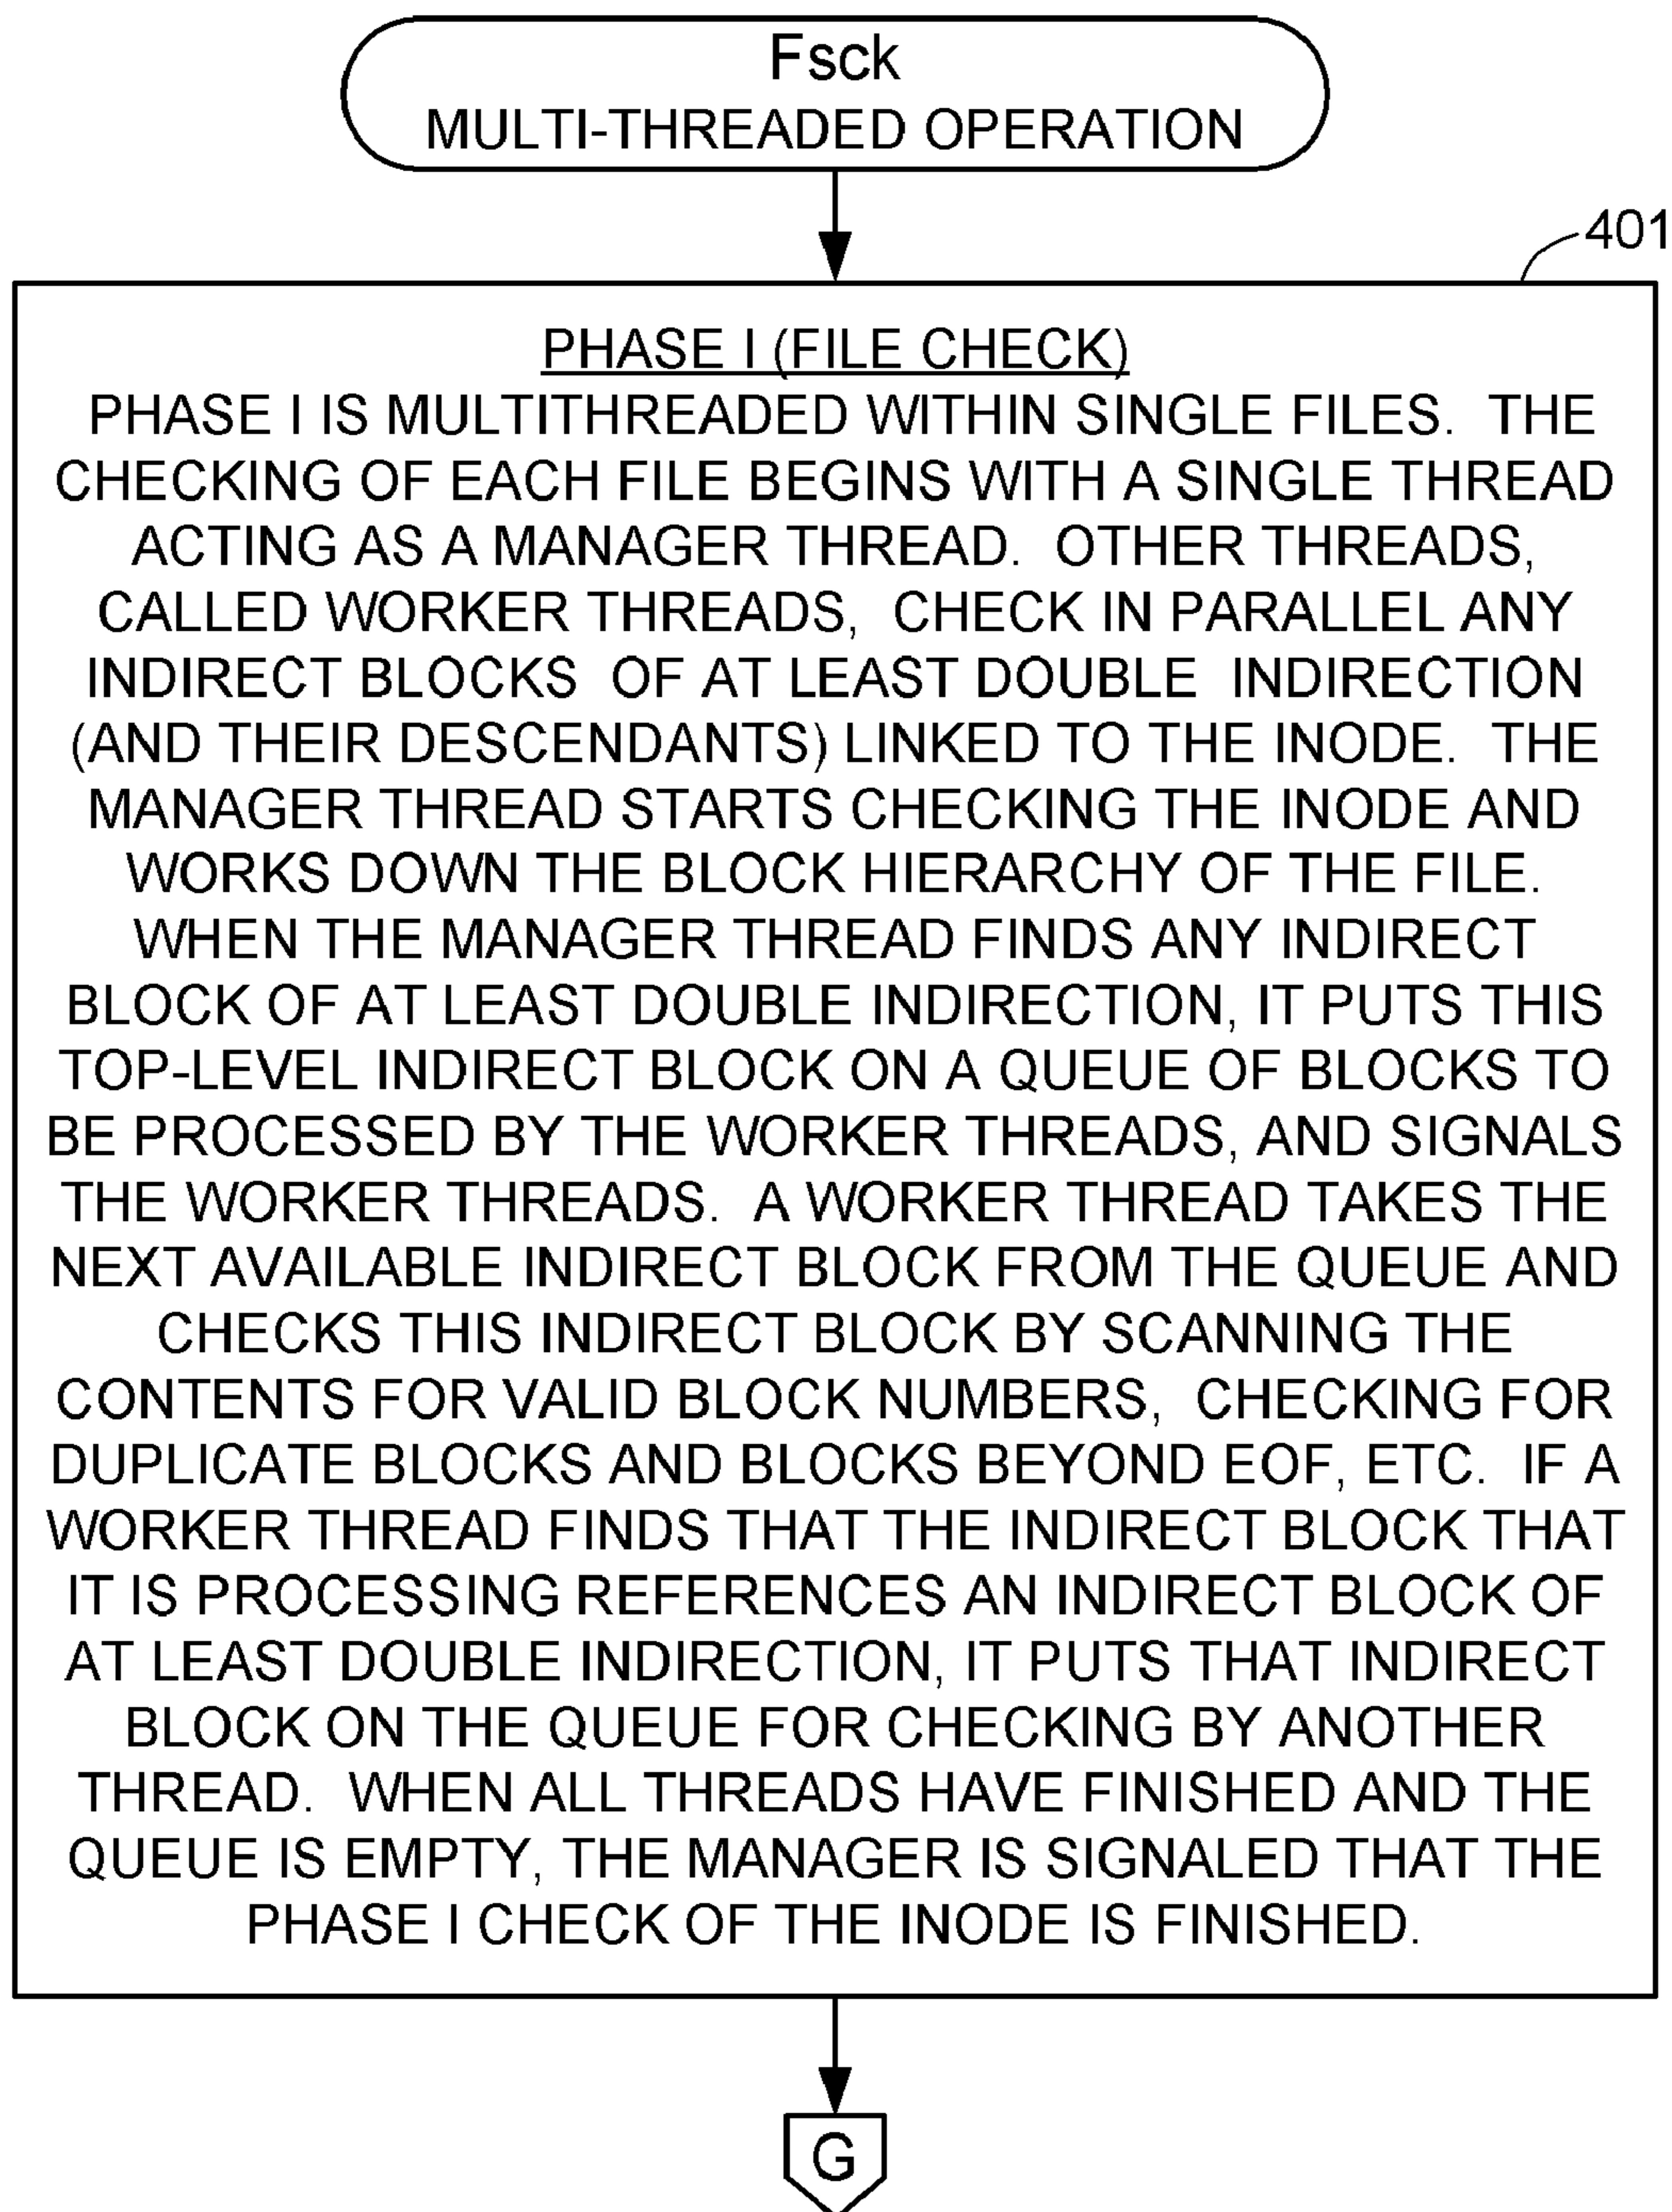 Fsck
MULTI-THREADED OPERATION
401
PHASE I (FILE CHECK)
PHASE I IS MULTITHREADED WITHIN SINGLE FILES. THE
CHECKING OF EACH FILE BEGINS WITH A SINGLE THREAD
ACTING AS A MANAGER THREAD. OTHER THREADS,
CALLED WORKER THREADS, CHECK IN PARALLEL ANY
INDIRECT BLOCKS OF AT LEAST DOUBLE INDIRECTION
(AND THEIR DESCENDANTS) LINKED TO THE INODE. THE
MANAGER THREAD STARTS CHECKING THE INODE AND
WORKS DOWN THE BLOCK HIERARCHY OF THE FILE.
WHEN THE MANAGER THREAD FINDS ANY INDIRECT
BLOCK OF AT LEAST DOUBLE INDIRECTION, IT PUTS THIS
TOP-LEVEL INDIRECT BLOCK ON A QUEUE OF BLOCKS TO
BE PROCESSED BY THE WORKER THREADS, AND SIGNALS
THE WORKER THREADS. A WORKER THREAD TAKES THE
NEXT AVAILABLE INDIRECT BLOCK FROM THE QUEUE AND
CHECKS THIS INDIRECT BLOCK BY SCANNING THE
CONTENTS FOR VALID BLOCK NUMBERS, CHECKING FOR
DUPLICATE BLOCKS AND BLOCKS BEYOND EOF, ETC. IF A
WORKER THREAD FINDS THAT THE INDIRECT BLOCK THAT
IT IS PROCESSING REFERENCES AN INDIRECT BLOCK OF
AT LEAST DOUBLE INDIRECTION, IT PUTS THAT INDIRECT
BLOCK ON THE QUEUE FOR CHECKING BY ANOTHER
THREAD. WHEN ALL THREADS HAVE FINISHED AND THE
QUEUE IS EMPTY, THE MANAGER IS SIGNALED THAT THE
PHASE I CHECK OF THE INODE IS FINISHED.
G